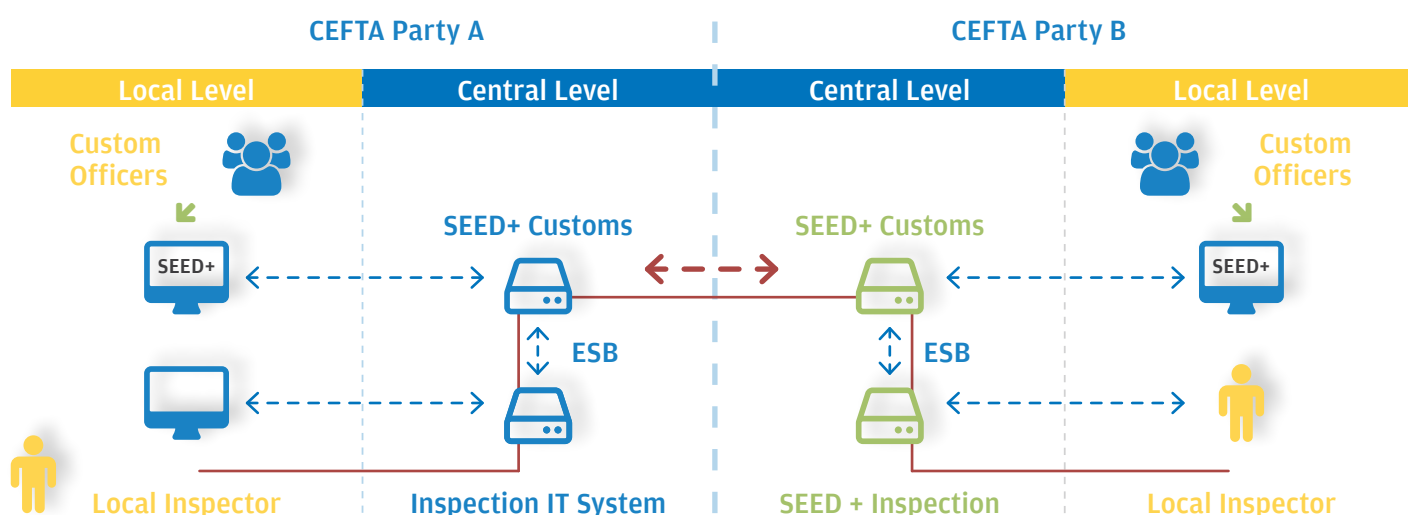 CEFTA Party A
CEFTA Party B
Local Level
Central Level
Central Level
Local Level
Custom
Officers
Custom
Officers
SEED+ Customs
SEED+ Customs
SEED+
SEED+
ESB
ESB
Local Inspector
Inspection IT System
SEED + Inspection
Local Inspector